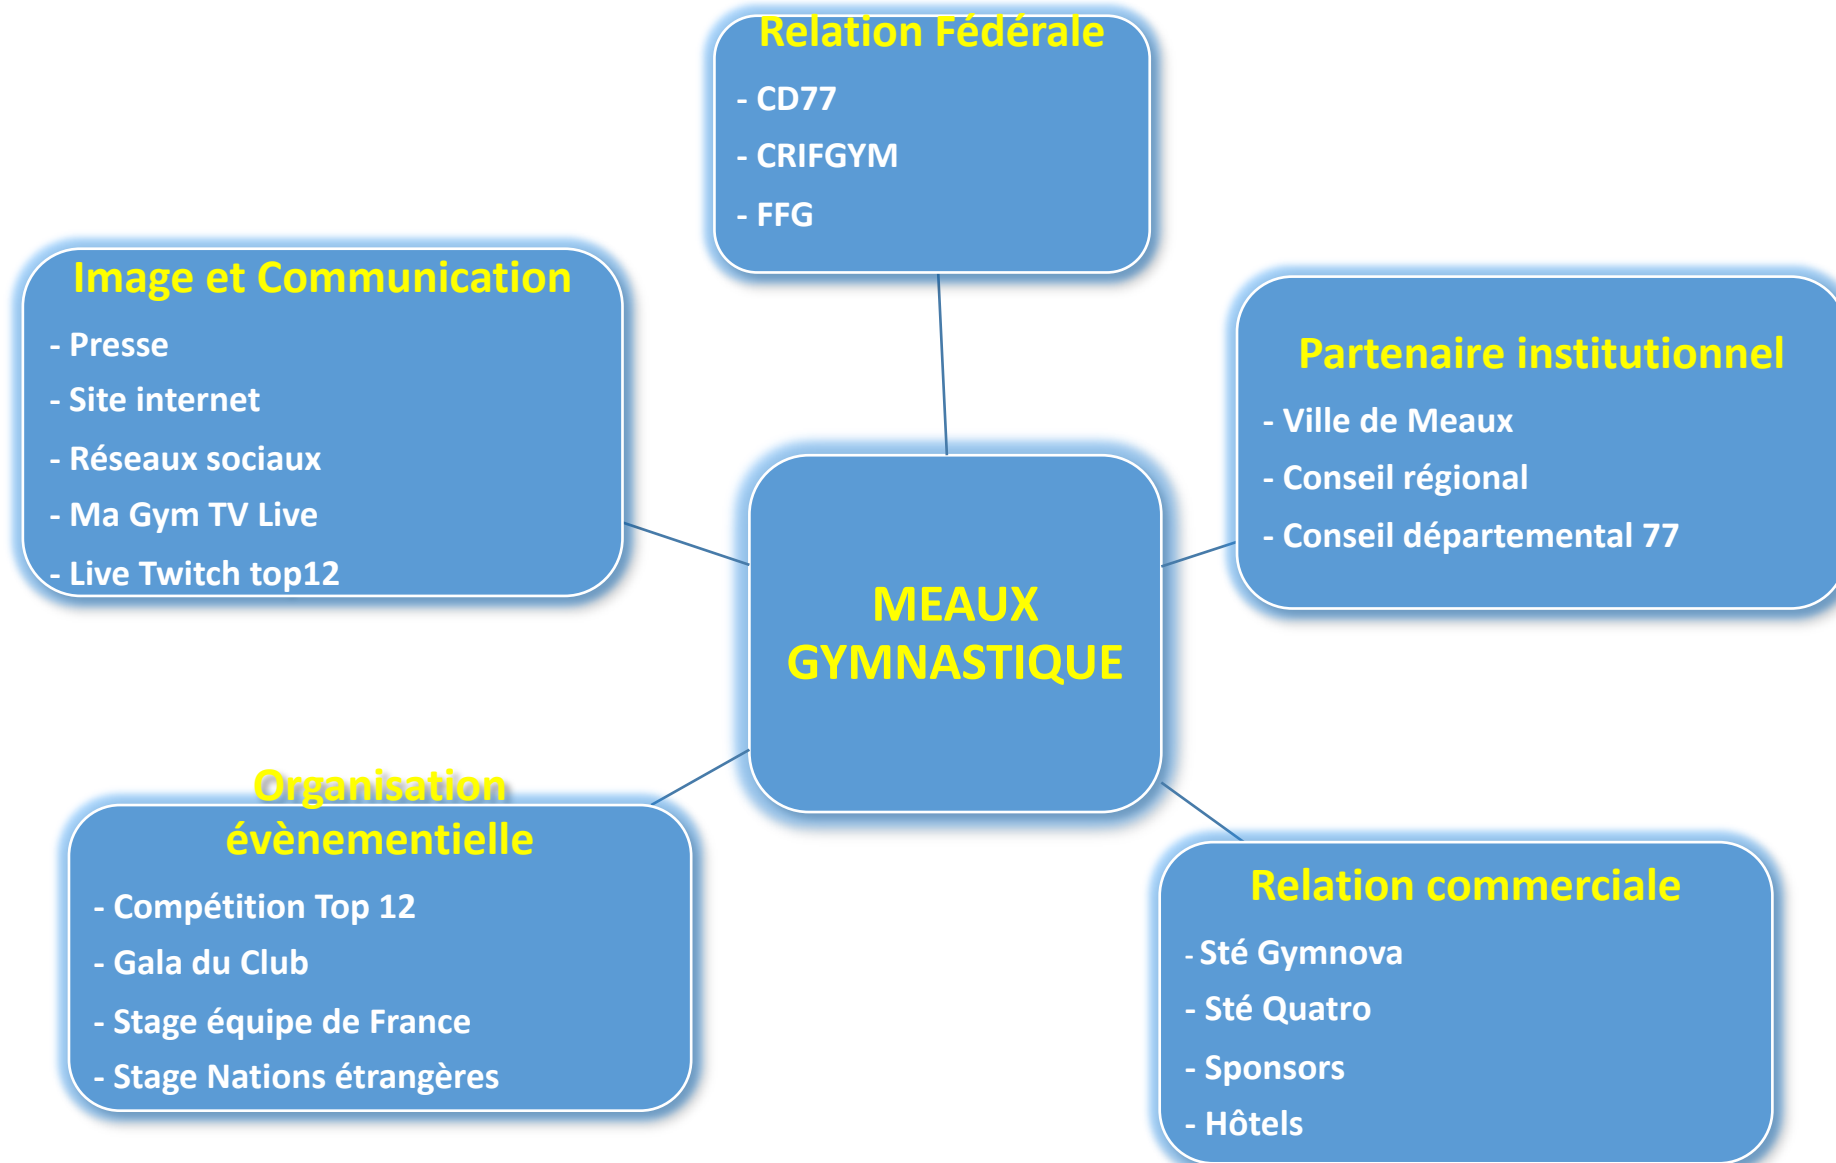 Relation Fédérale
- CD77
- CRIFGYM
- FFG
Image et Communication
- Presse
- Site internet
- Réseaux sociaux
- Ma Gym TV Live
- Live Twitch top12
Partenaire institutionnel
- Ville de Meaux
- Conseil régional
- Conseil départemental 77
MEAUX
GYMNASTIQUE
Organisation
évènementielle
- Compétition Top 12
- Gala du Club
- Stage équipe de France
- Stage Nations étrangères
Relation commerciale
- Sté Gymnova
- Sté Quatro
- Sponsors
- Hôtels